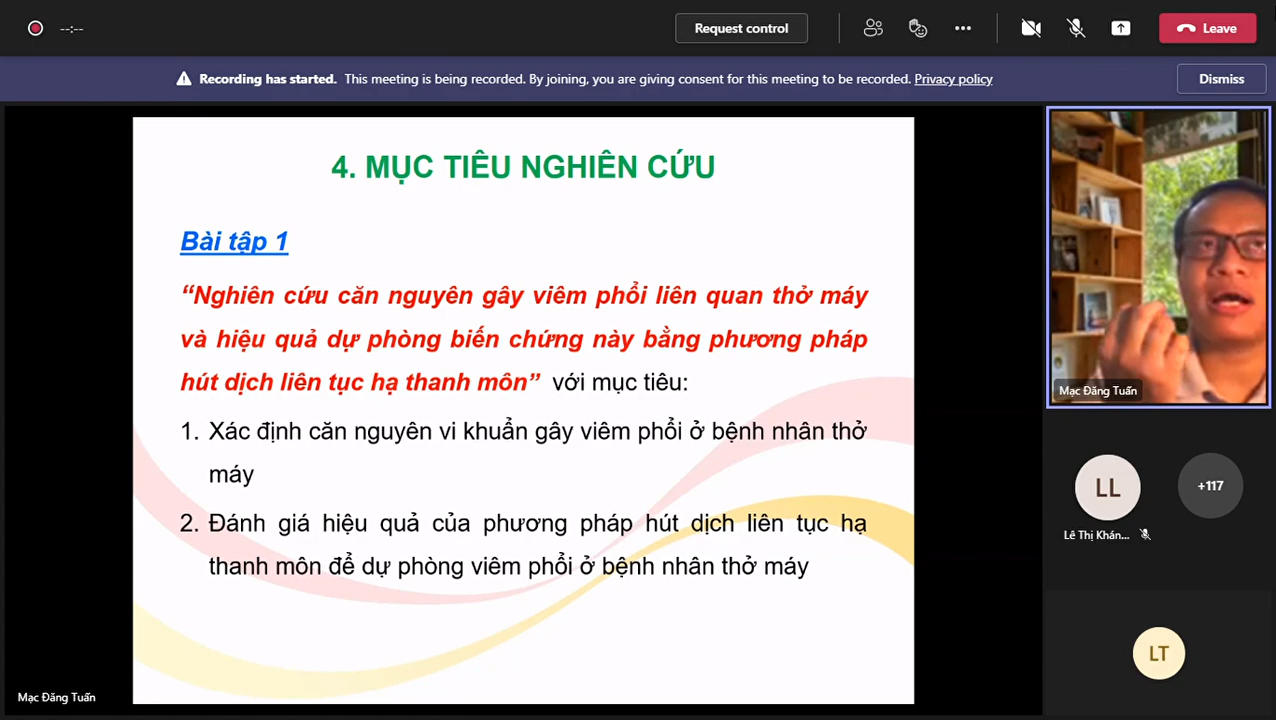 --:--
Request control
Leave
Recording has started. This meeting is being recorded. By joining, you are giving consent for this meeting to be recorded. Privacy policy
Dismiss
4. MỤC TIÊU NGHIÊN CỨU
Bài tập 1
“Nghiên cứu căn nguyên gây viêm phổi liên quan thở máy
và hiệu quả dự phòng biến chứng này bằng phương pháp
hút dịch liên tục hạ thanh môn” với mục tiêu:
1. Xác định căn nguyên vi khuẩn gây viêm phổi ở bệnh nhân thở
máy
2. Đánh giá hiệu quả của phương pháp hút dịch liên tục hạ
thanh môn để dự phòng viêm phổi ở bệnh nhân thở máy
Mạc Đăng Tuấn
Mạc Đăng Tuấn
LL
+117
Lê Thị Khán...
LT